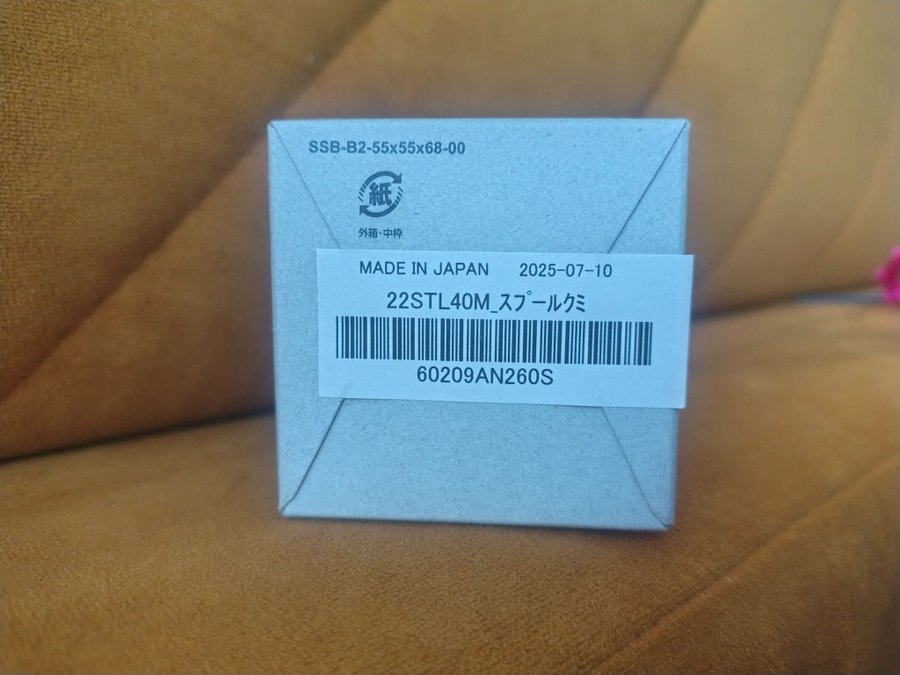 SSB-B2-55x55x68-00
紙
外箱・中枠
MADE IN JAPAN 2025-07-10
22STL40M_スプールクミ
60209AN260S